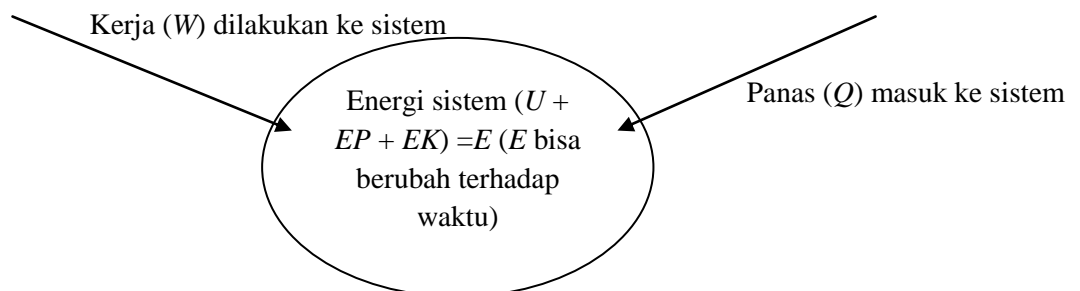 Kerja (W) dilakukan ke sistem
Panas (Q) masuk ke sistem
Energi sistem (U +
EP + EK) =E (E bisa
berubah terhadap
waktu)